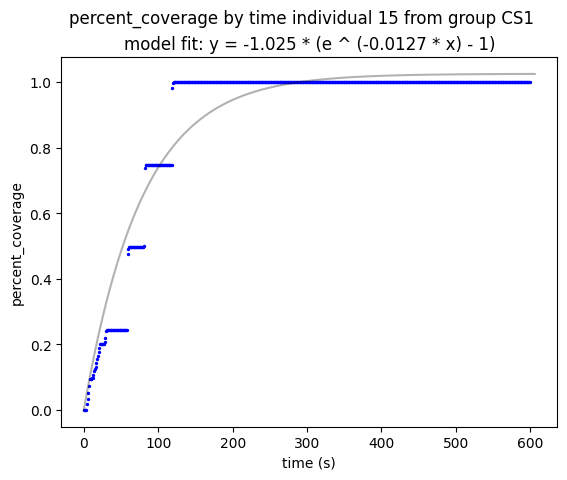 percent_coverage by time individual 15 from group CS1
model fit: y = -1.025 * (e ^ (-0.0127 * x) - 1)
1.0
0.8
0.6
0.4
0.2
0.0
percent_coverage
0 100 200 300 400 500 600
time (s)